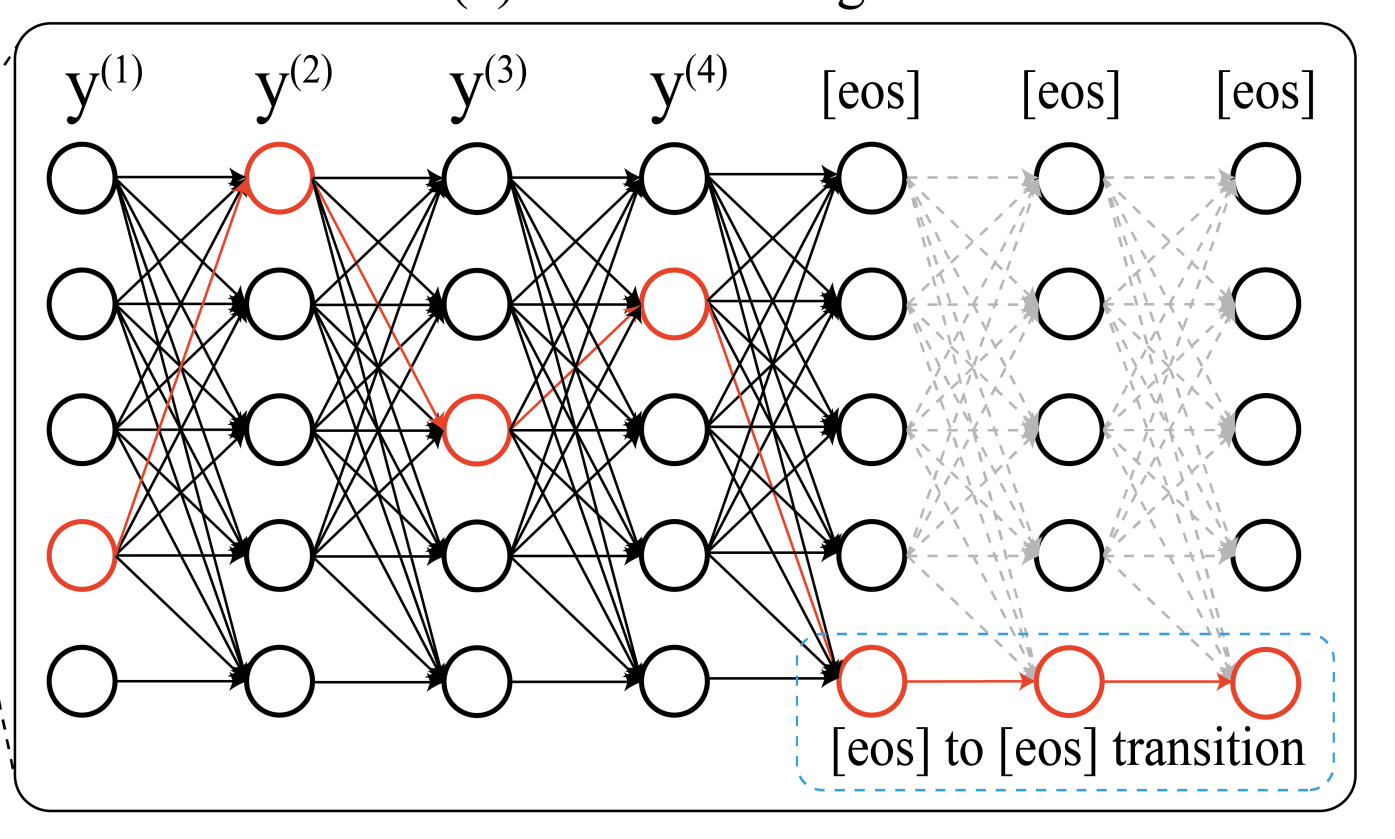 y(1) y(2) y(3) y(4) [eos] [eos] [eos]
[eos] to [eos] transition